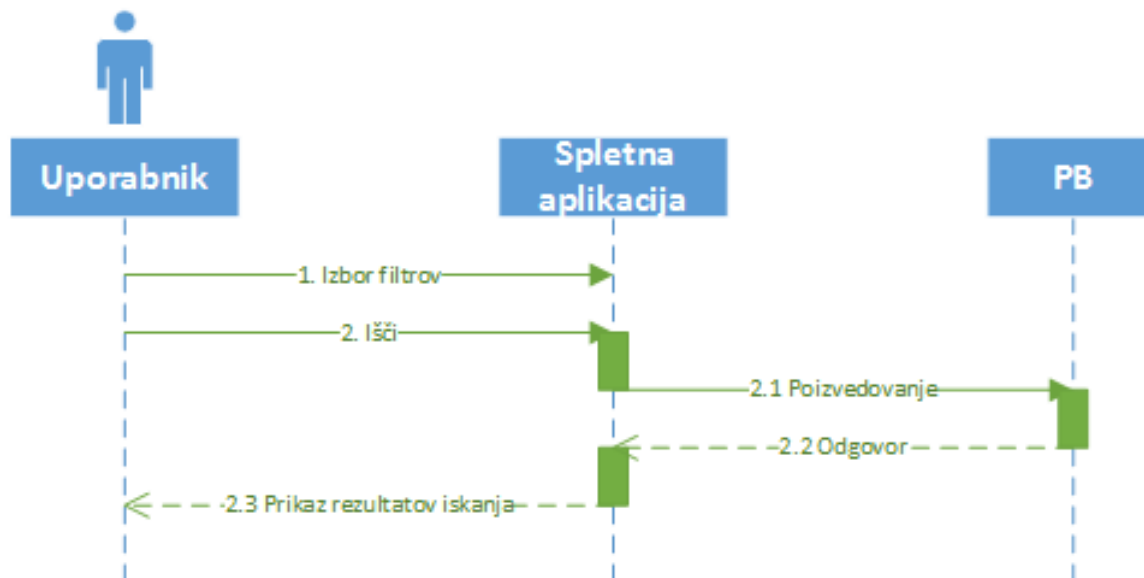 Uporabnik
Spletna
aplikacija
PB
1. Izbor filtrov
2. Išči
2.1 Poizvedovanje
2.2 Odgovor
2.3 Prikaz rezultatov iskanja